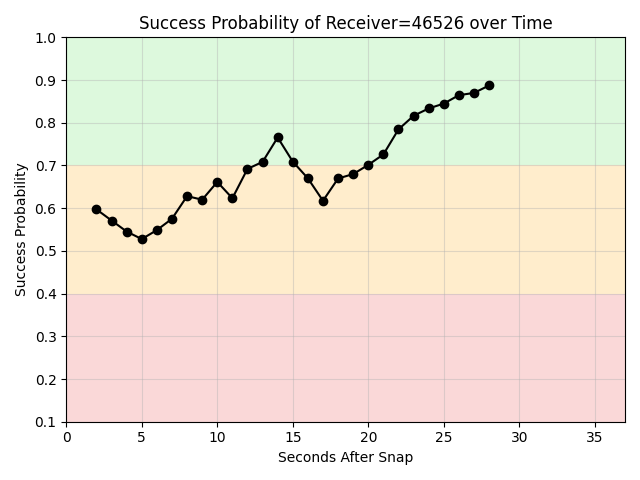 Success Probability of Receiver=46526 over Time
1.0
0.9
0.8
0.7
0.6
0.5
0.4
0.3
0.2
0.1
Success Probability
0 5 10 15 20 25 30 35
Seconds After Snap